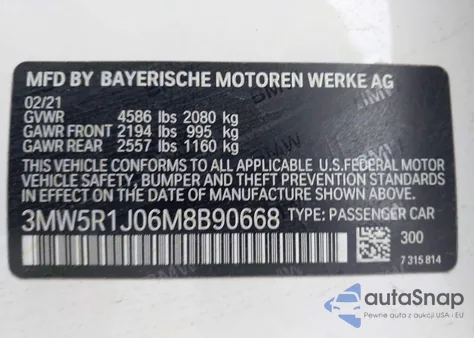 MFD BY BAYERISCHE MOTOREN WERKE AG
02/21
GVWR 4586 lbs 2080 kg
GAWR FRONT 2194 lbs 995 kg
GAWR REAR 2557 lbs 1160 kg
THIS VEHICLE CONFORMS TO ALL APPLICABLE U.S.FEDERAL MOTOR
VEHICLE SAFETY, BUMPER AND THEFT PREVENTION STANDARDS
IN EFFECT ON THE DATE OF MANUFACTURE SHOWN ABOVE.
3MW5R1J06M8B90668 TYPE: PASSENGER CAR
300
7 315 814
autoSnap
Pewne auta z aukcji USA i EU